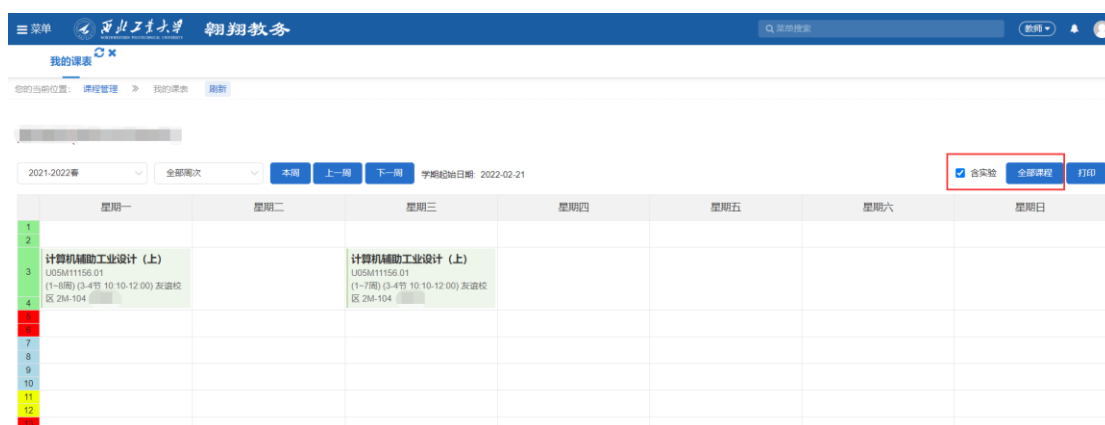 菜单 西北工业大学 NORTHWESTERN POLYTECHNICAL UNIVERSITY 翱翔教务 菜单搜索 教师
我的课表
您的当前位置: 课程管理 》 我的课表 刷新
2021-2022春 全部周次 本周 上一周 下一周 学期起始日期: 2022-02-21 含实验 全部课程 打印
星期一 星期二 星期三 星期四 星期五 星期六 星期日
1
2
3
4
计算机辅助工业设计（上）
U05M11156.01
(1~8周) (3-4节 10:10-12:00) 友谊校
区 2M-104
计算机辅助工业设计（上）
U05M11156.01
(1~7周) (3-4节 10:10-12:00) 友谊校
区 2M-104
5
6
7
8
9
10
11
12
13